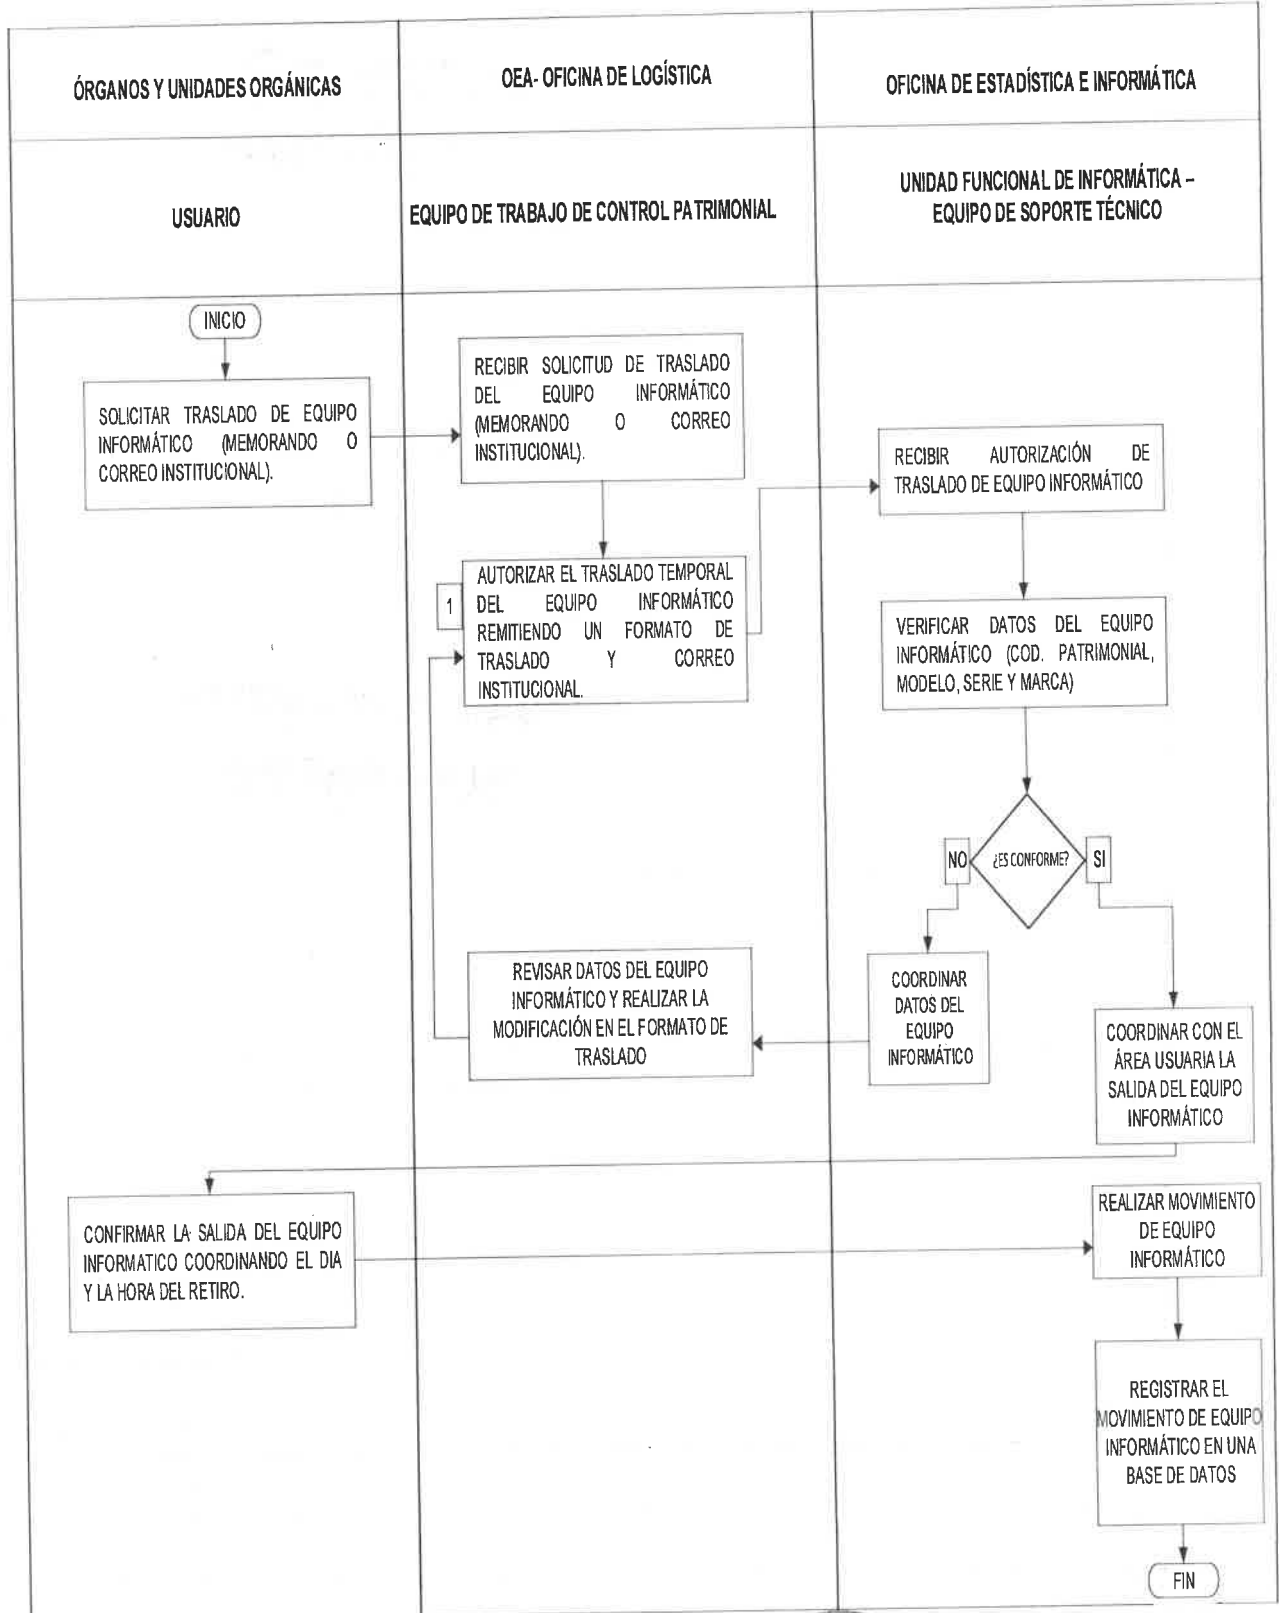 ÓRGANOS Y UNIDADES ORGÁNICAS
OEA- OFICINA DE LOGÍSTICA
OFICINA DE ESTADÍSTICA E INFORMÁTICA
USUARIO
EQUIPO DE TRABAJO DE CONTROL PATRIMONIAL
UNIDAD FUNCIONAL DE INFORMÁTICA –
EQUIPO DE SOPORTE TÉCNICO
INICIO
SOLICITAR TRASLADO DE EQUIPO
INFORMÁTICO (MEMORANDO O
CORREO INSTITUCIONAL).
RECIBIR SOLICITUD DE TRASLADO
DEL EQUIPO INFORMÁTICO
(MEMORANDO O CORREO
INSTITUCIONAL).
RECIBIR AUTORIZACIÓN DE
TRASLADO DE EQUIPO INFORMÁTICO
1
AUTORIZAR EL TRASLADO TEMPORAL
DEL EQUIPO INFORMÁTICO
REMITIENDO UN FORMATO DE
TRASLADO Y CORREO
INSTITUCIONAL.
VERIFICAR DATOS DEL EQUIPO
INFORMÁTICO (COD. PATRIMONIAL,
MODELO, SERIE Y MARCA)
NO
¿ES CONFORME?
SI
REVISAR DATOS DEL EQUIPO
INFORMÁTICO Y REALIZAR LA
MODIFICACIÓN EN EL FORMATO DE
TRASLADO
COORDINAR
DATOS DEL
EQUIPO
INFORMÁTICO
COORDINAR CON EL
ÁREA USUARIA LA
SALIDA DEL EQUIPO
INFORMÁTICO
CONFIRMAR LA SALIDA DEL EQUIPO
INFORMATICO COORDINANDO EL DIA
Y LA HORA DEL RETIRO.
REALIZAR MOVIMIENTO
DE EQUIPO
INFORMÁTICO
REGISTRAR EL
MOVIMIENTO DE EQUIPO
INFORMÁTICO EN UNA
BASE DE DATOS
FIN